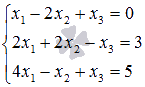 x₁ - 2x₂ + x₃ = 0
2x₁ + 2x₂ - x₃ = 3
4x₁ - x₂ + x₃ = 5